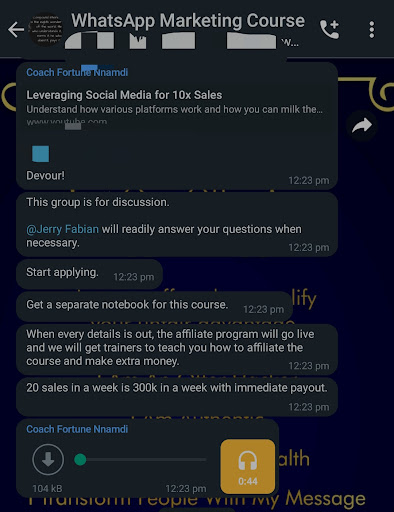 WhatsApp Marketing Course
w...
Coach Fortune Nnamdi
Leveraging Social Media for 10x Sales
Understand how various platforms work and how you can milk the...
www.youtube.com
Devour!
12:23 pm
This group is for discussion.
@Jerry Fabian will readily answer your questions when
necessary.
12:23 pm
Start applying.
12:23 pm
Get a separate notebook for this course.
12:23 pm
When every details is out, the affiliate program will go live
and we will get trainers to teach you how to affiliate the
course and make extra money.
12:23 pm
20 sales in a week is 300k in a week with immediate payout.
12:23 pm
I Am Authentic
Coach Fortune Nnamdi
104 kB
12:23 pm
0:44
I Transform People With My Message